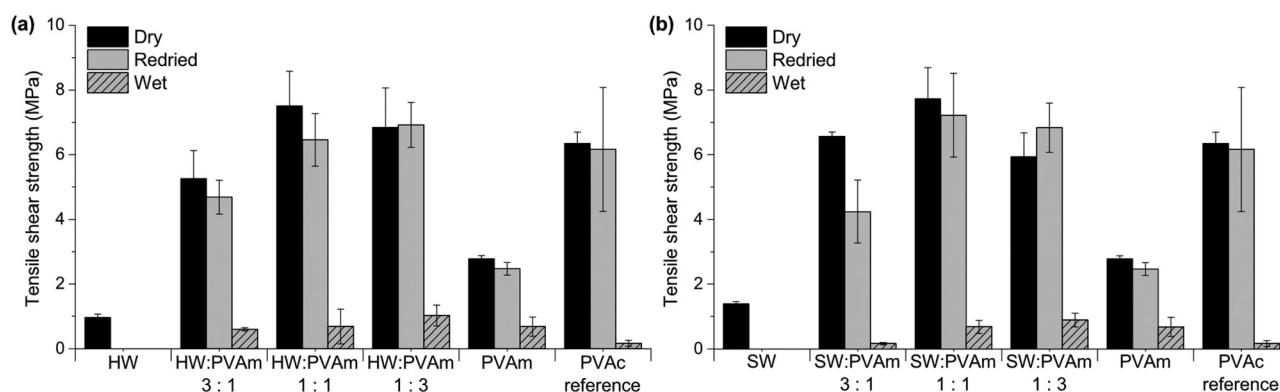 (a)
Tensile shear strength (MPa)
10
8
6
4
2
0
Dry
Redried
Wet
HW HW:PVAm HW:PVAm HW:PVAm PVAm PVAc
3 : 1 1 : 1 1 : 3 reference
(b)
Tensile shear strength (MPa)
10
8
6
4
2
0
Dry
Redried
Wet
SW SW:PVAm SW:PVAm SW:PVAm PVAm PVAc
3 : 1 1 : 1 1 : 3 reference